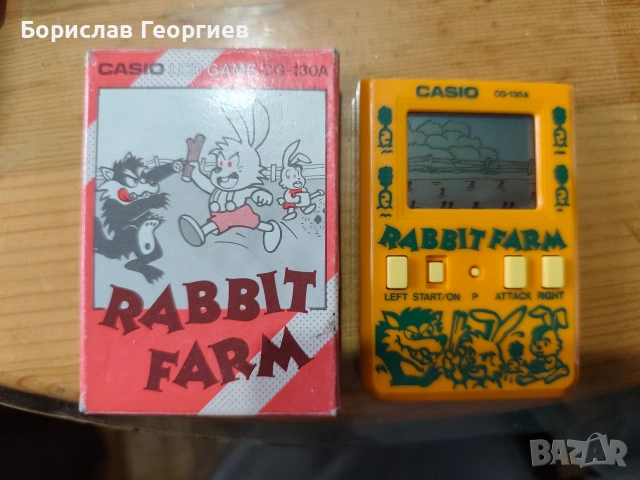 Борислав Георгиев
CASIO GAME CG-130A
RABBIT
FARM
CASIO CG-130A
RABBIT FARM
LEFT START/ON P ATTACK RIGHT
BAZAR